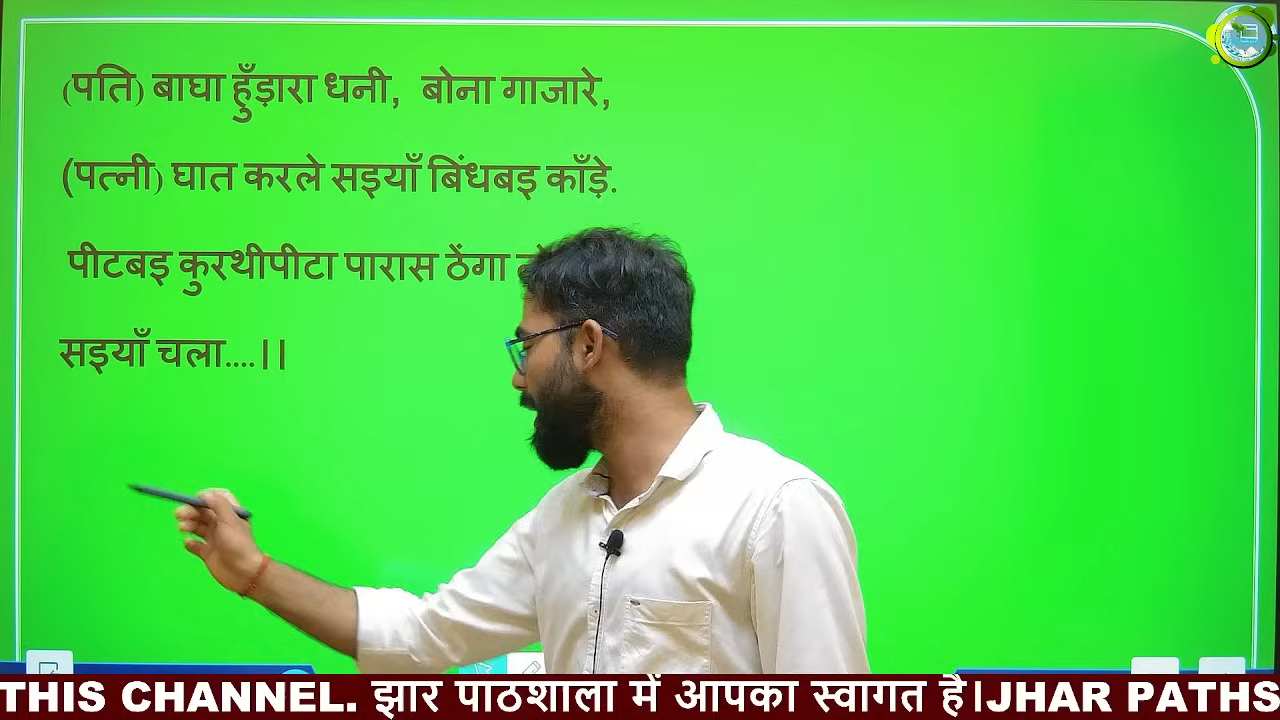 (पति) बाघा हुँड़ारा धनी, बोना गाजारे,
(पत्नी) घात करले सइयाँ बिंधबइ काँड़े.
पीटबइ कुरथीपीटा पारास ठेंगा
सइयाँ चला....।।
THIS CHANNEL. झार पाठशाला में आपका स्वागत है।JHAR PATHS